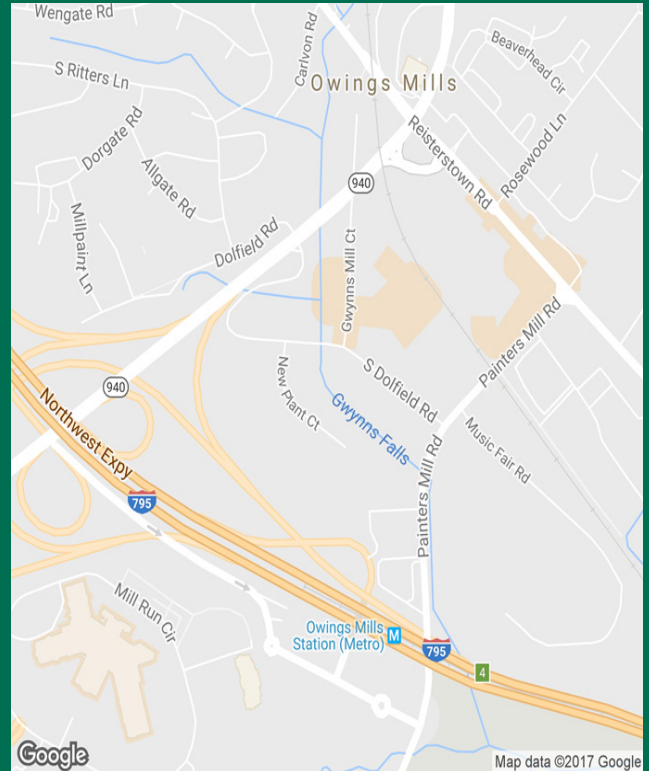 Wengate Rd
Carlvon Rd
S Ritters Ln
Owings Mills
Beaverhead Cir
Reisterstown Rd
Rosewood Ln
Dorgate Rd
Allgate Rd
940
Millpaint Ln
Dolfield Rd
Gwynns Mill Ct
Painters Mill Rd
940
New Plant Ct
S Dolfield Rd
Northwest Expy
Gwynns Falls
Painters Mill Rd
Music Fair Rd
795
Mill Run Cir
Owings Mills
Station (Metro)
M
795
4
Google
Map data ©2017 Google